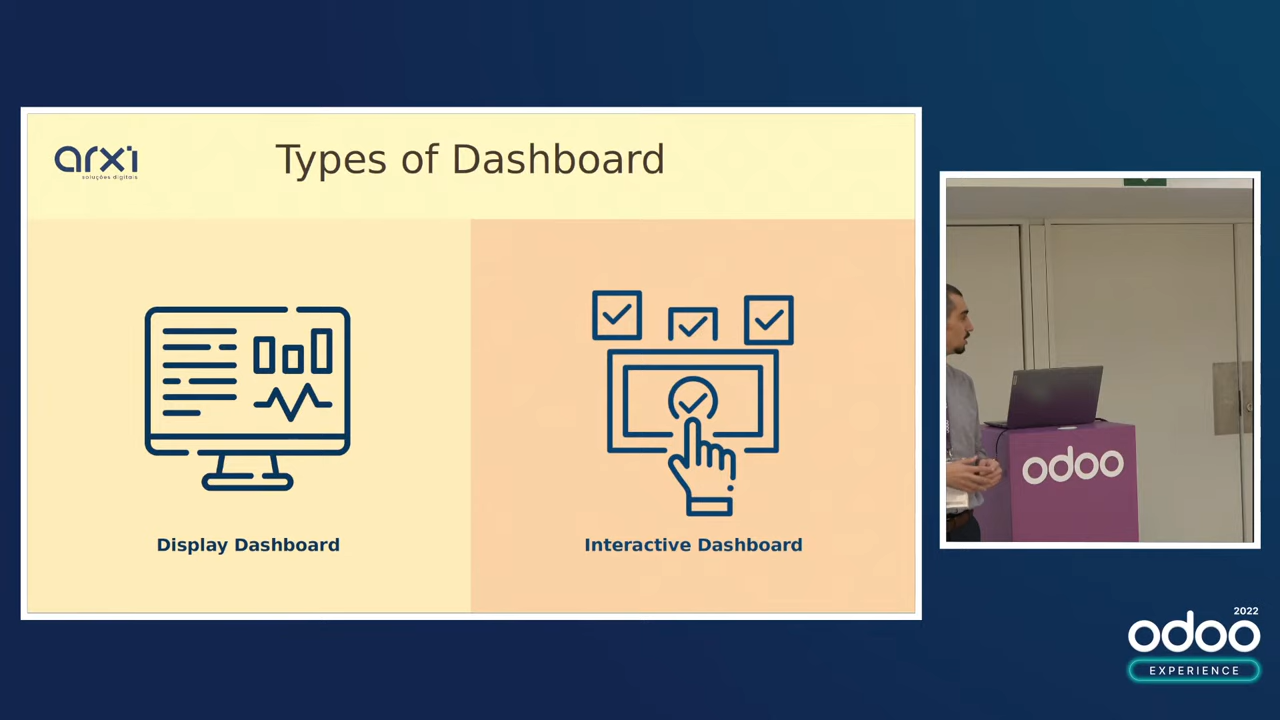 arxi
soluções digitais
Types of Dashboard
Display Dashboard
Interactive Dashboard
odoo
2022
odoo
EXPERIENCE